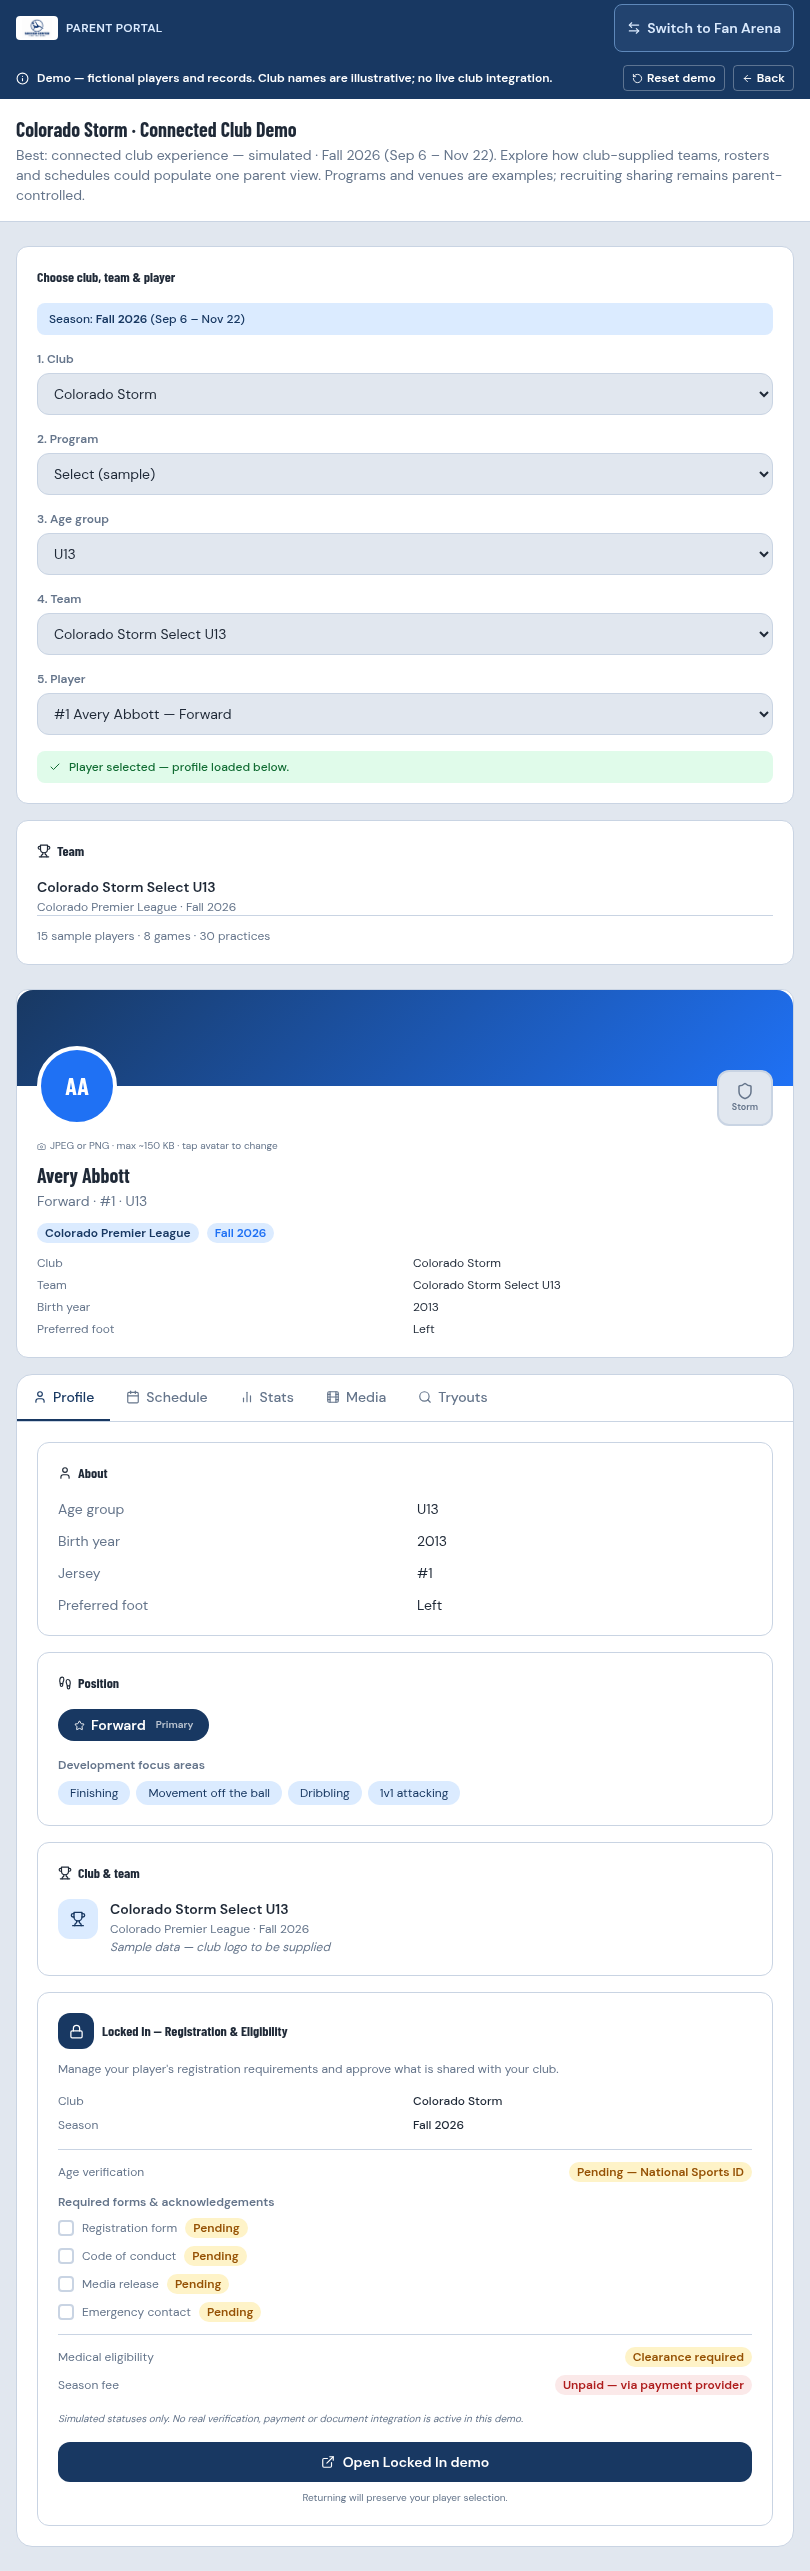 PARENT PORTAL
Switch to Fan Arena
Demo — fictional players and records. Club names are illustrative; no live club integration.
Reset demo
Back
Colorado Storm · Connected Club Demo
Best: connected club experience — simulated · Fall 2026 (Sep 6 – Nov 22). Explore how club-supplied teams, rosters
and schedules could populate one parent view. Programs and venues are examples; recruiting sharing remains parent-
controlled.
Choose club, team & player
Season: Fall 2026 (Sep 6 – Nov 22)
1. Club
Colorado Storm
2. Program
Select (sample)
3. Age group
U13
4. Team
Colorado Storm Select U13
5. Player
#1 Avery Abbott — Forward
Player selected — profile loaded below.
Team
Colorado Storm Select U13
Colorado Premier League · Fall 2026
15 sample players · 8 games · 30 practices
AA
Storm
JPEG or PNG · max ~150 KB · tap avatar to change
Avery Abbott
Forward · #1 · U13
Colorado Premier League
Fall 2026
Club
Colorado Storm
Team
Colorado Storm Select U13
Birth year
2013
Preferred foot
Left
Profile
Schedule
Stats
Media
Tryouts
About
Age group
U13
Birth year
2013
Jersey
#1
Preferred foot
Left
Position
Forward Primary
Development focus areas
Finishing
Movement off the ball
Dribbling
1v1 attacking
Club & team
Colorado Storm Select U13
Colorado Premier League · Fall 2026
Sample data — club logo to be supplied
Locked In — Registration & Eligibility
Manage your player's registration requirements and approve what is shared with your club.
Club
Colorado Storm
Season
Fall 2026
Age verification
Pending — National Sports ID
Required forms & acknowledgements
Registration form Pending
Code of conduct Pending
Media release Pending
Emergency contact Pending
Medical eligibility
Clearance required
Season fee
Unpaid — via payment provider
Simulated statuses only. No real verification, payment or document integration is active in this demo.
Open Locked In demo
Returning will preserve your player selection.